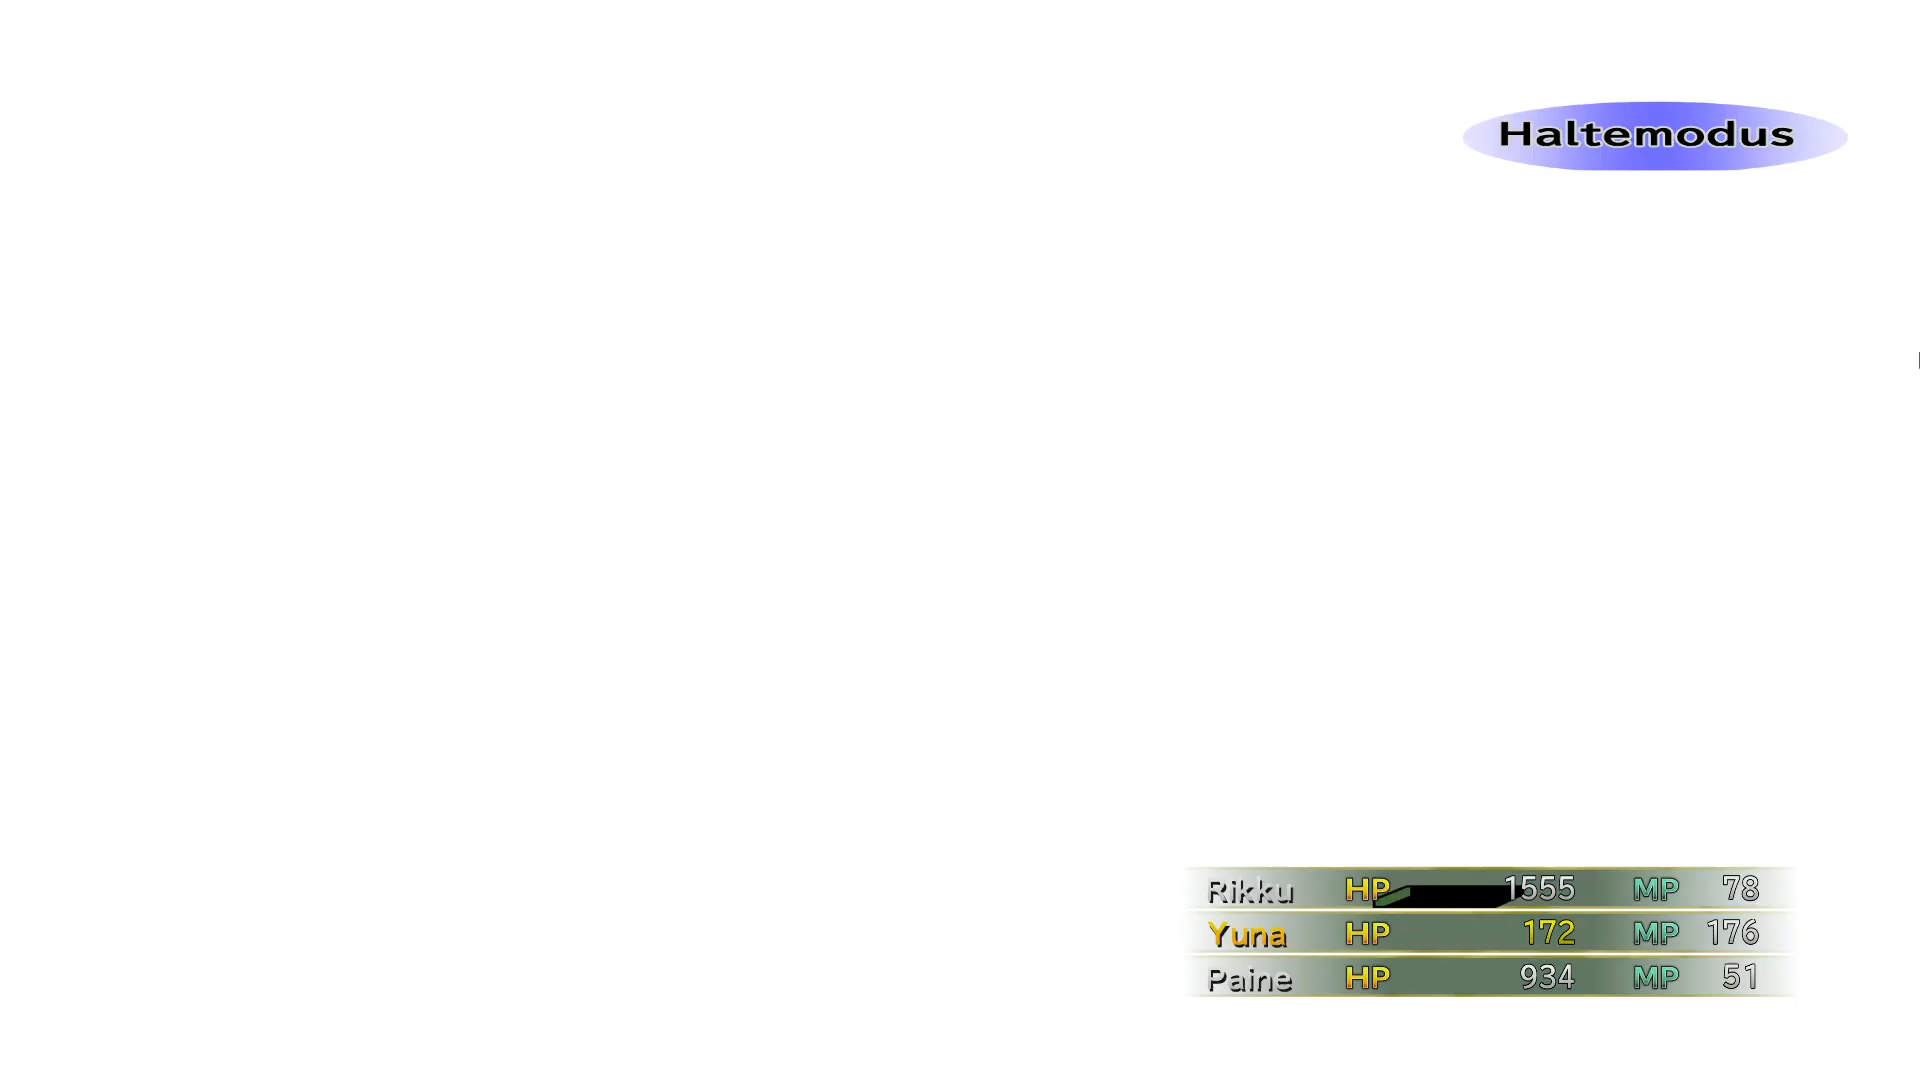 Haltemodus
Rikku HP 1555 MP 78
Yuna HP 172 MP 176
Paine HP 934 MP 51